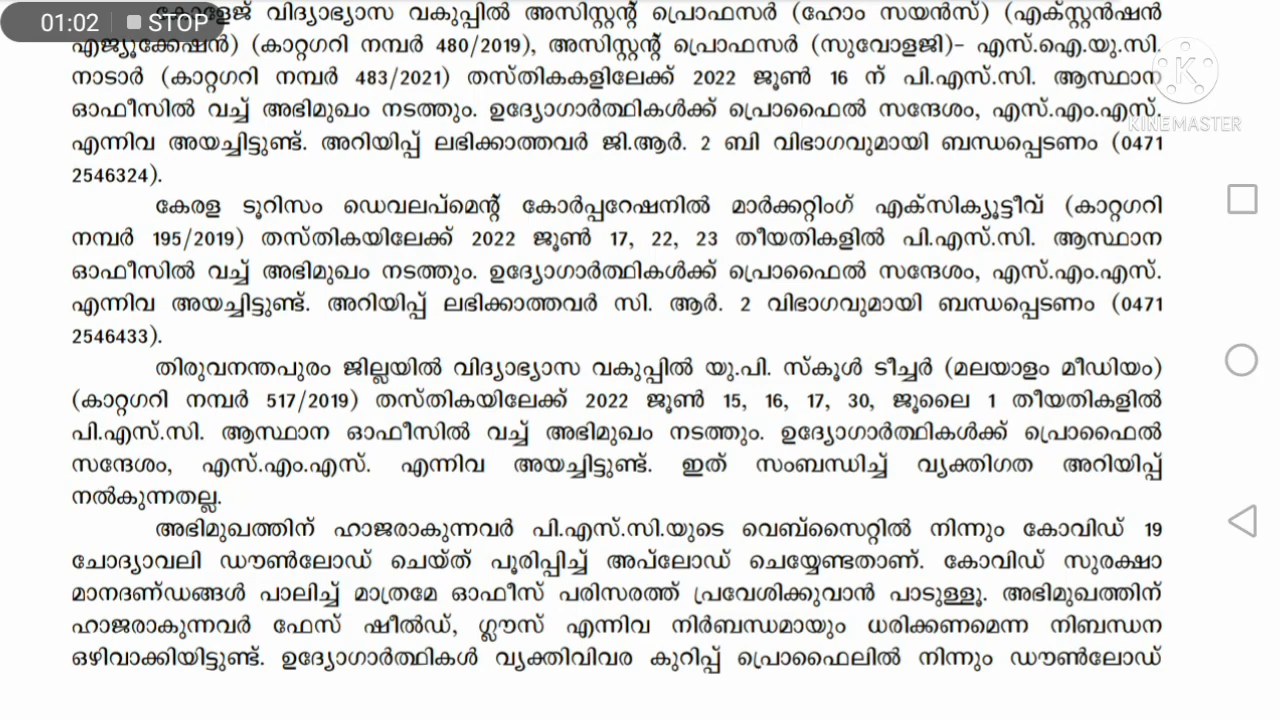 01:02 STOP
കോളേജ് വിദ്യാഭ്യാസ വകുപ്പിൽ അസിസ്റ്റന്റ് പ്രൊഫസർ (ഹോം സയൻസ്) (എക്സ്റ്റൻഷൻ
എജ്യൂക്കേഷൻ) (കാറ്റഗറി നമ്പർ 480/2019), അസിസ്റ്റന്റ് പ്രൊഫസർ (സുവോളജി)- എസ്.ഐ.യു.സി.
നാടാർ (കാറ്റഗറി നമ്പർ 483/2021) തസ്തികകളിലേക്ക് 2022 ജൂൺ 16 ന് പി.എസ്.സി. ആസ്ഥാന
ഓഫീസിൽ വച്ച് അഭിമുഖം നടത്തും. ഉദ്യോഗാർത്ഥികൾക്ക് പ്രൊഫൈൽ സന്ദേശം, എസ്.എം.എസ്.
KINEMASTER
എന്നിവ അയച്ചിട്ടുണ്ട്. അറിയിപ്പ് ലഭിക്കാത്തവർ ജി.ആർ. 2 ബി വിഭാഗവുമായി ബന്ധപ്പെടണം (0471
2546324).
കേരള ടൂറിസം ഡെവലപ്മെന്റ് കോർപ്പറേഷനിൽ മാർക്കറ്റിംഗ് എക്സിക്യൂട്ടീവ് (കാറ്റഗറി
നമ്പർ 195/2019) തസ്തികയിലേക്ക് 2022 ജൂൺ 17, 22, 23 തീയതികളിൽ പി.എസ്.സി. ആസ്ഥാന
ഓഫീസിൽ വച്ച് അഭിമുഖം നടത്തും. ഉദ്യോഗാർത്ഥികൾക്ക് പ്രൊഫൈൽ സന്ദേശം, എസ്.എം.എസ്.
എന്നിവ അയച്ചിട്ടുണ്ട്. അറിയിപ്പ് ലഭിക്കാത്തവർ സി. ആർ. 2 വിഭാഗവുമായി ബന്ധപ്പെടണം (0471
2546433).
തിരുവനന്തപുരം ജില്ലയിൽ വിദ്യാഭ്യാസ വകുപ്പിൽ യു.പി. സ്കൂൾ ടീച്ചർ (മലയാളം മീഡിയം)
(കാറ്റഗറി നമ്പർ 517/2019) തസ്തികയിലേക്ക് 2022 ജൂൺ 15, 16, 17, 30, ജൂലൈ 1 തീയതികളിൽ
പി.എസ്.സി. ആസ്ഥാന ഓഫീസിൽ വച്ച് അഭിമുഖം നടത്തും. ഉദ്യോഗാർത്ഥികൾക്ക് പ്രൊഫൈൽ
സന്ദേശം, എസ്.എം.എസ്. എന്നിവ അയച്ചിട്ടുണ്ട്. ഇത് സംബന്ധിച്ച് വ്യക്തിഗത അറിയിപ്പ്
നൽകുന്നതല്ല.
അഭിമുഖത്തിന് ഹാജരാകുന്നവർ പി.എസ്.സി.യുടെ വെബ്സൈറ്റിൽ നിന്നും കോവിഡ് 19
ചോദ്യാവലി ഡൗൺലോഡ് ചെയ്ത് പൂരിപ്പിച്ച് അപ്‌ലോഡ് ചെയ്യേണ്ടതാണ്. കോവിഡ് സുരക്ഷാ
മാനദണ്ഡങ്ങൾ പാലിച്ച് മാത്രമേ ഓഫീസ് പരിസരത്ത് പ്രവേശിക്കുവാൻ പാടുള്ളൂ. അഭിമുഖത്തിന്
ഹാജരാകുന്നവർ ഫേസ് ഷീൽഡ്, ഗ്ലൗസ് എന്നിവ നിർബന്ധമായും ധരിക്കണമെന്ന നിബന്ധന
ഒഴിവാക്കിയിട്ടുണ്ട്. ഉദ്യോഗാർത്ഥികൾ വ്യക്തിവിവര കുറിപ്പ് പ്രൊഫൈലിൽ നിന്നും ഡൗൺലോഡ്